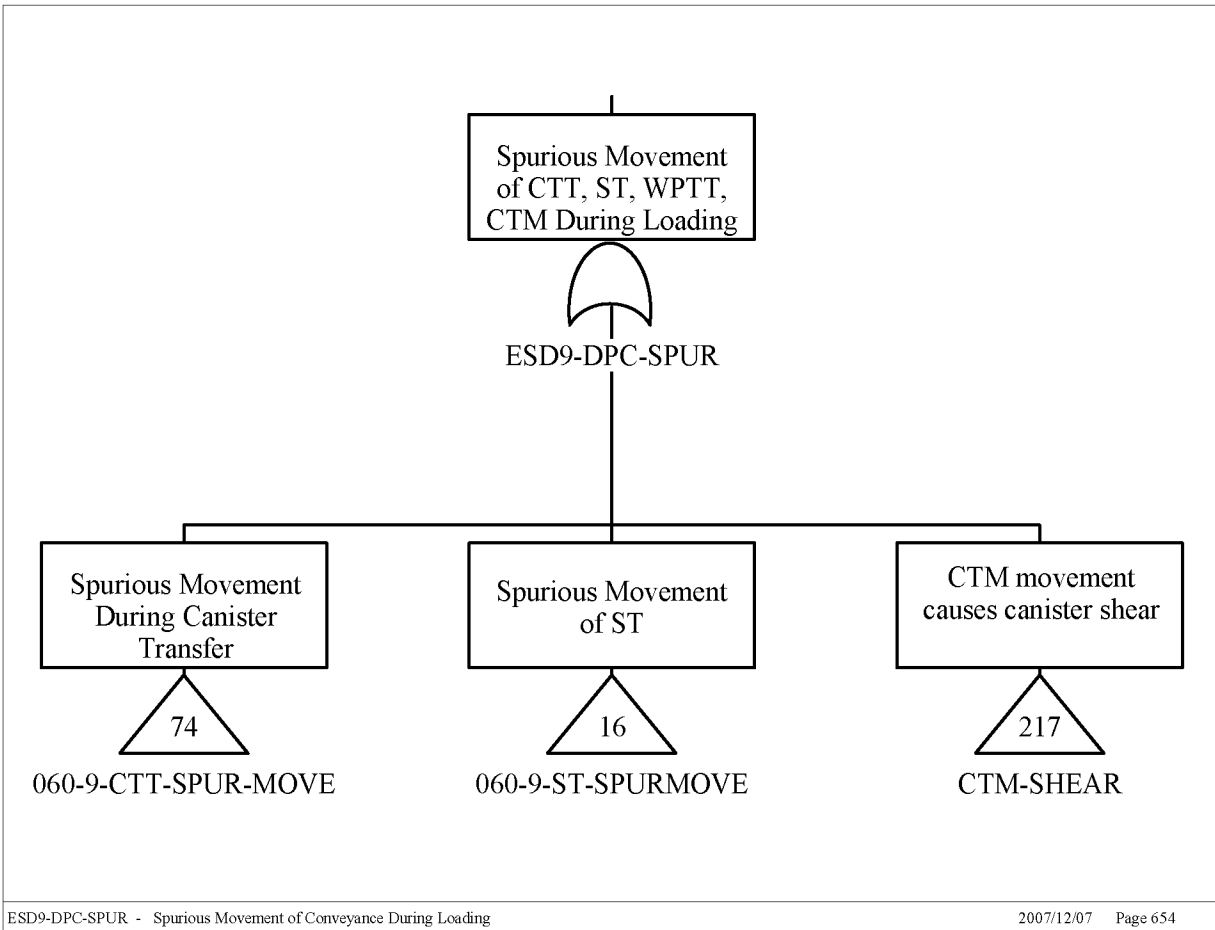 Spurious Movement
of CTT, ST, WPTT,
CTM During Loading
ESD9-DPC-SPUR
Spurious Movement
During Canister
Transfer
74
060-9-CTT-SPUR-MOVE
Spurious Movement
of ST
16
060-9-ST-SPURMOVE
CTM movement
causes canister shear
217
CTM-SHEAR
ESD9-DPC-SPUR - Spurious Movement of Conveyance During Loading
2007/12/07 Page 654